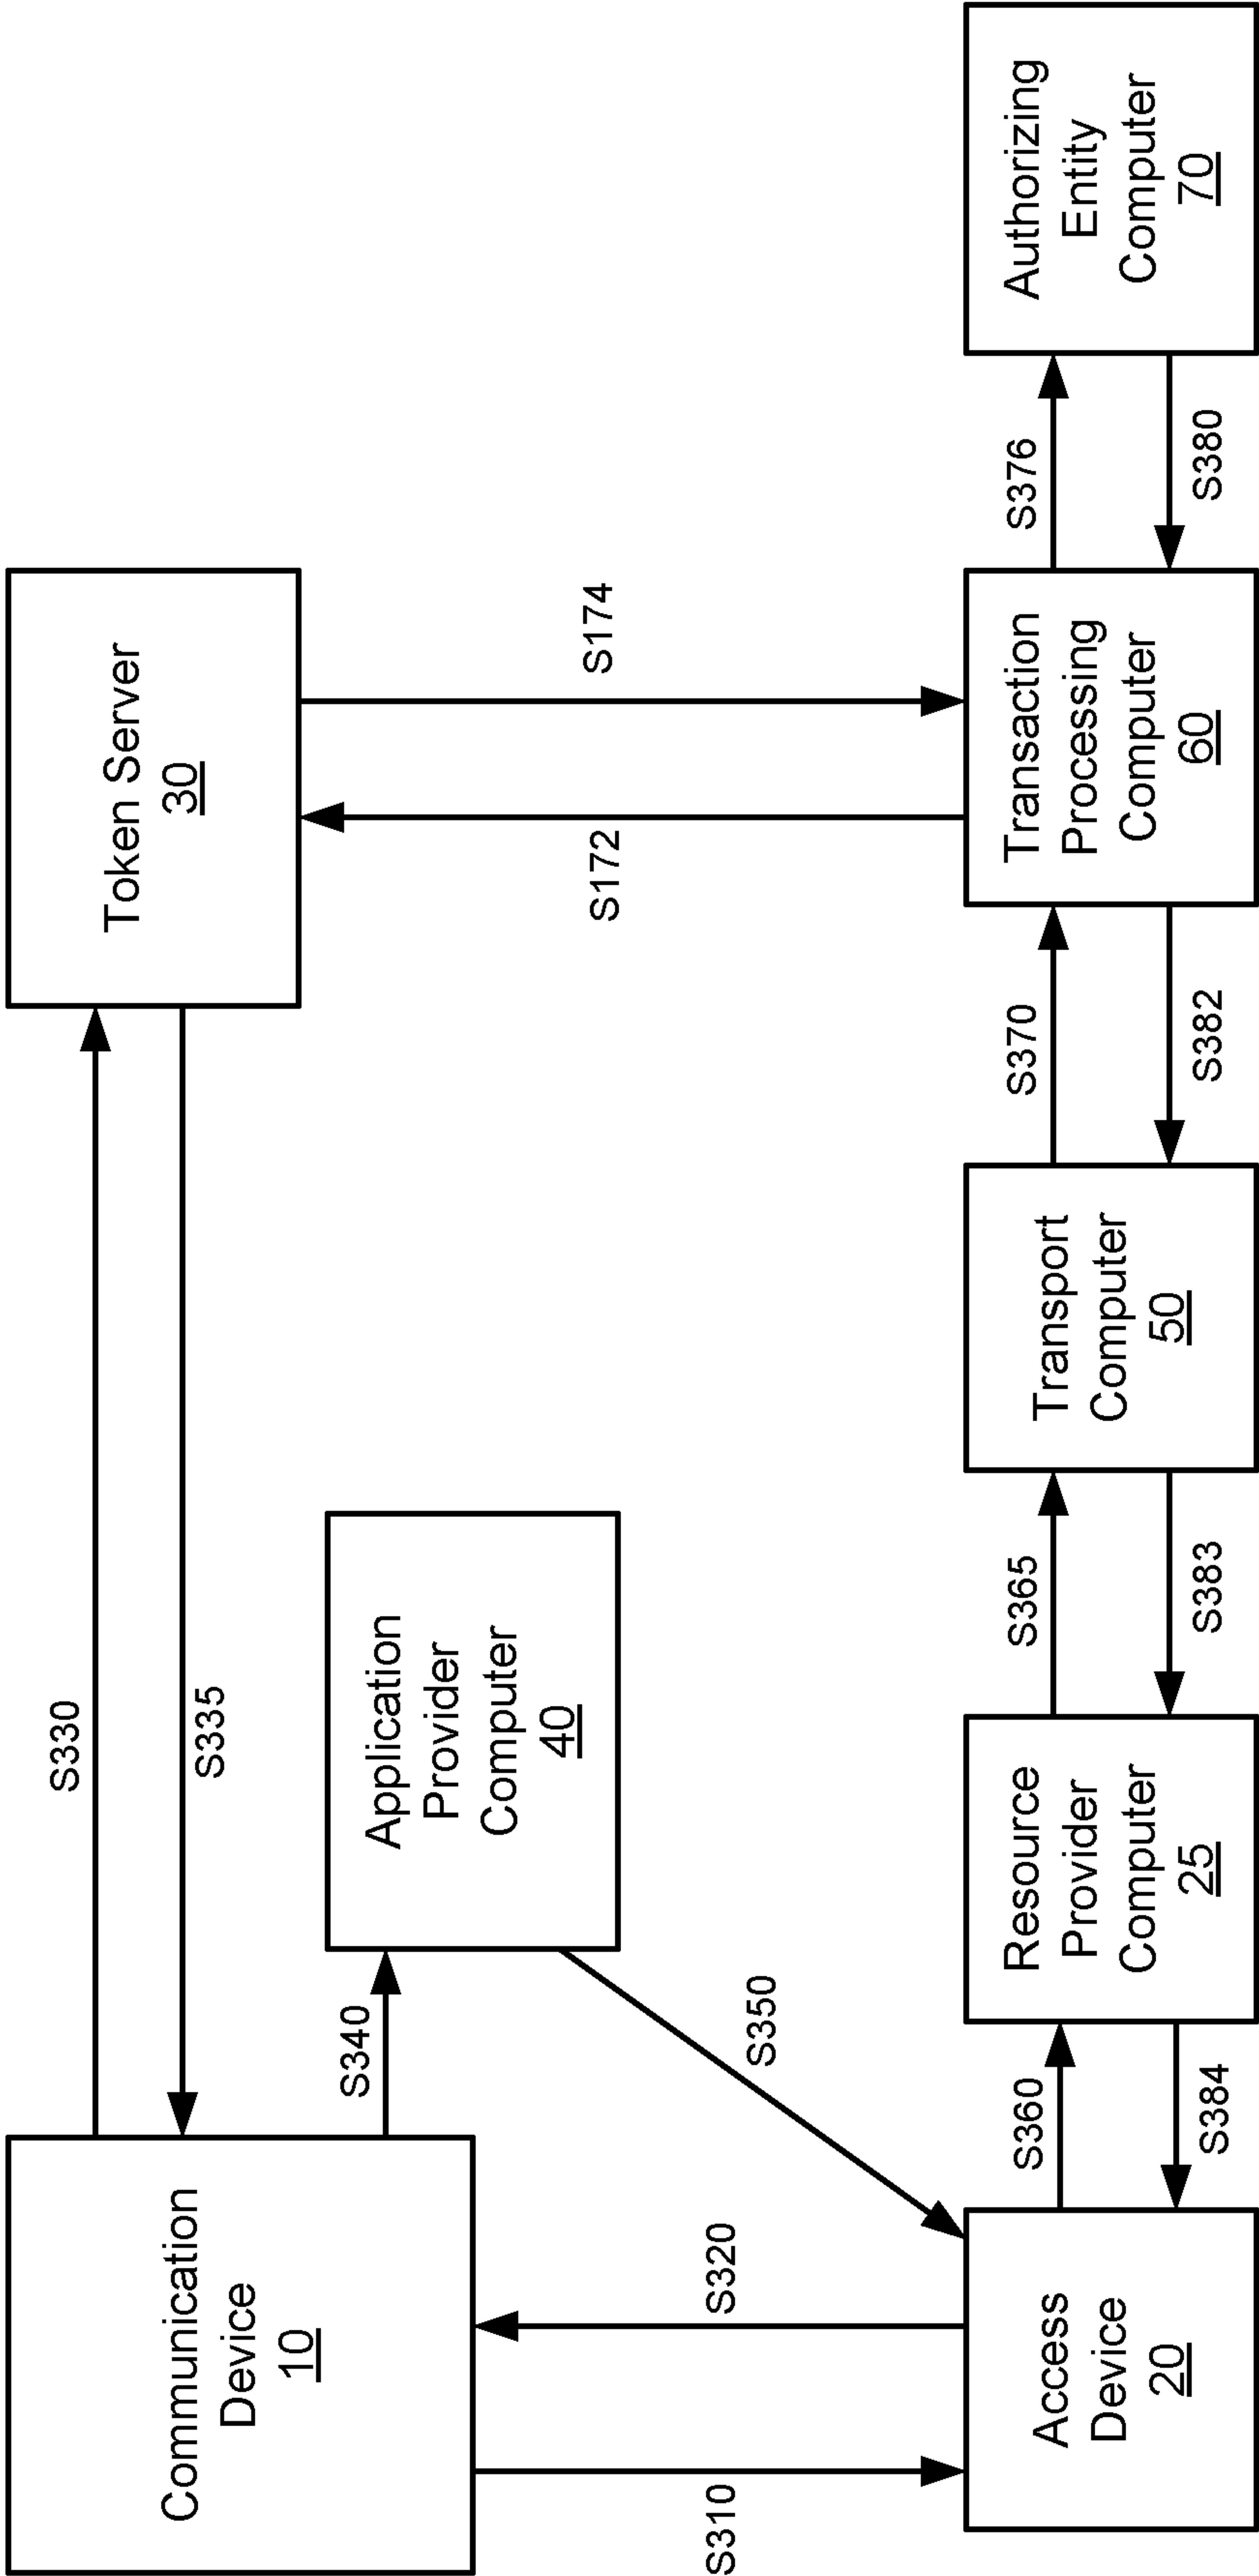 S330
S335
Communication
Device
10
Token Server
30
S340
Application
Provider
Computer
40
S310
S320
S350
S172
S174
Access
Device
20
S360
S384
Resource
Provider
Computer
25
S365
S383
Transport
Computer
50
S370
S382
Transaction
Processing
Computer
60
S376
S380
Authorizing
Entity
Computer
70